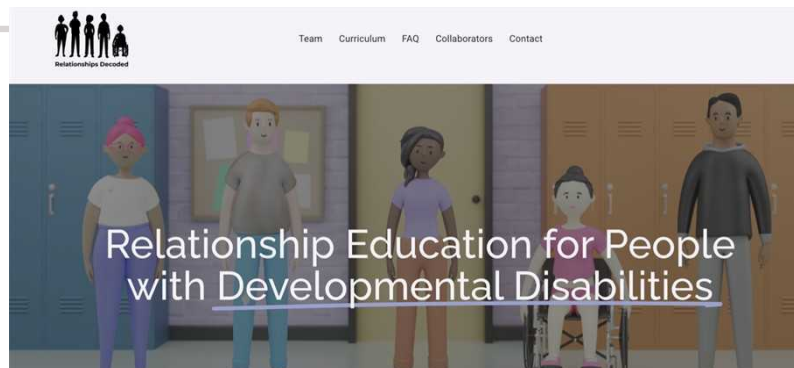 Relationships Decoded
Team Curriculum FAQ Collaborators Contact
Relationship Education for People
with Developmental Disabilities